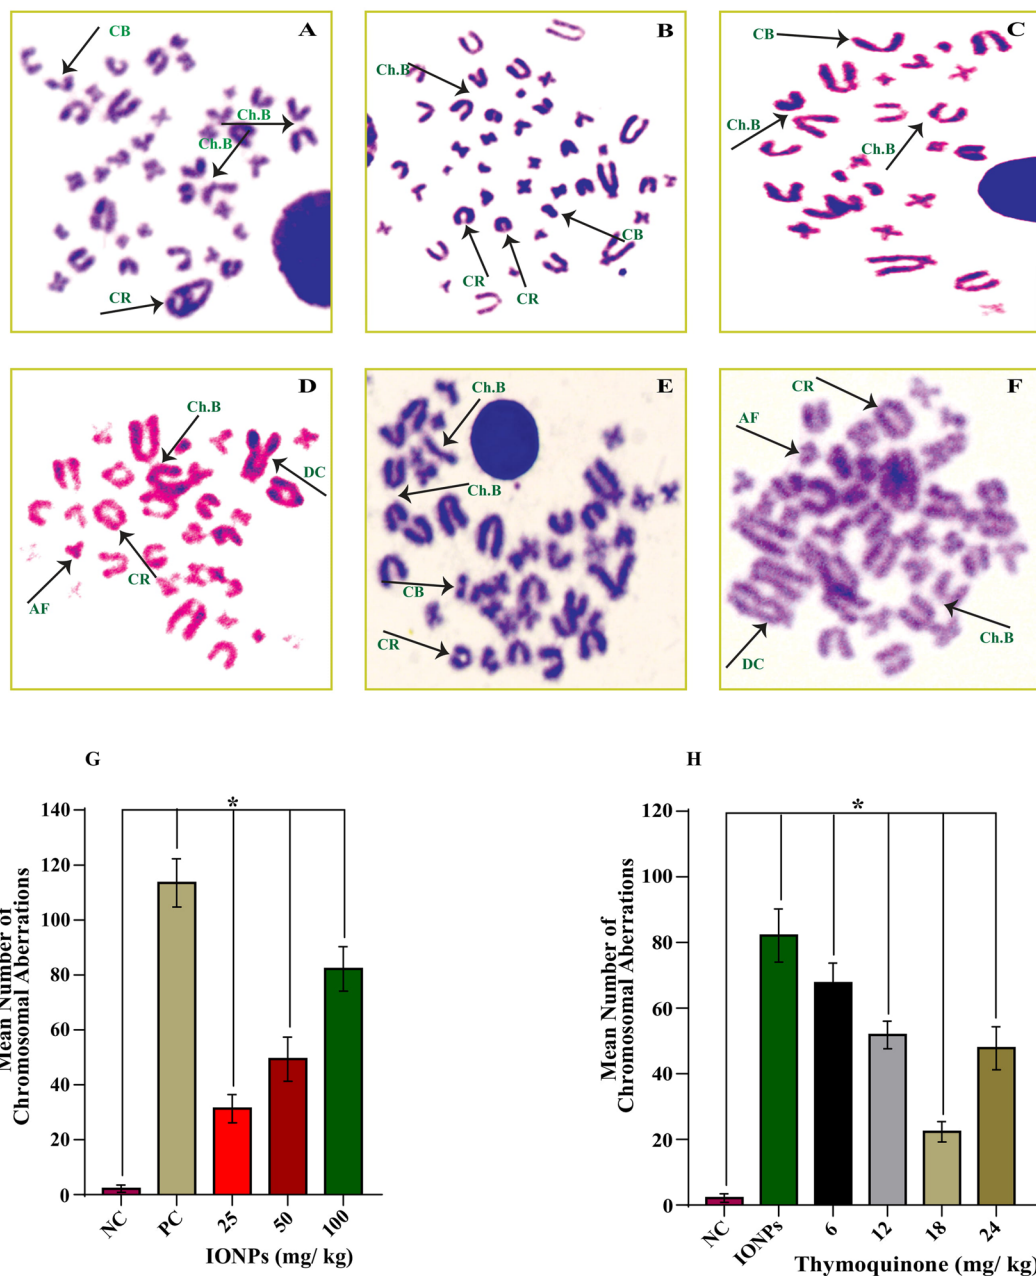 A
CB
Ch.B
Ch.B
CR
B
Ch.B
CB
CR
CR
C
CB
Ch.B
Ch.B
D
Ch.B
DC
CR
AF
E
Ch.B
Ch.B
CB
CR
F
CR
AF
Ch.B
DC
G
Mean Number of
Chromosomal Aberrations
140
120
100
80
60
40
20
0
*
NC
PC
25
50
100
IONPs (mg/ kg)
H
Mean Number of
Chromosomal Aberrations
120
100
80
60
40
20
0
*
NC
IONPs
6
12
18
24
Thymoquinone (mg/ kg)